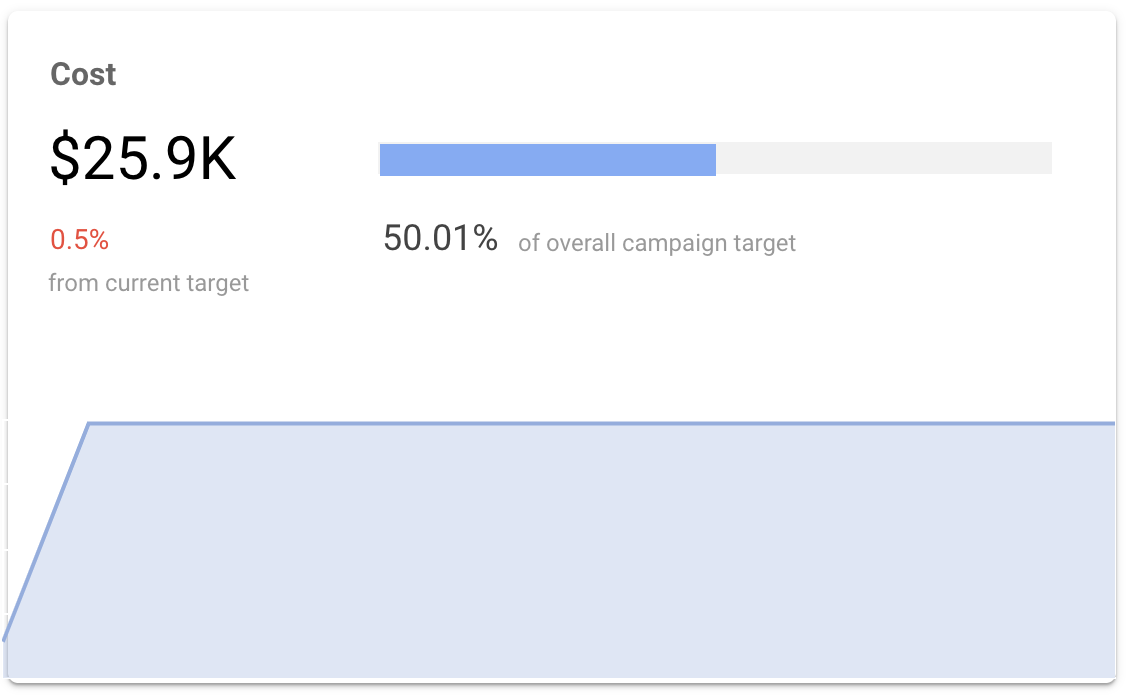 Cost
$25.9K
0.5%
from current target
50.01% of overall campaign target